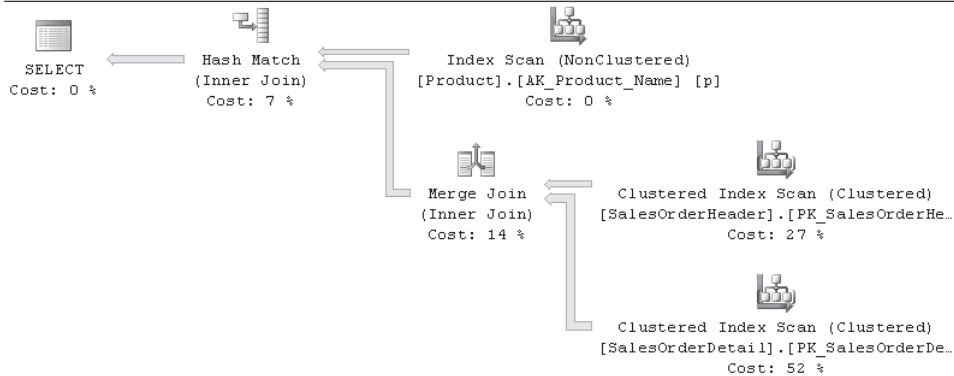 SELECT
Cost: 0 %
Hash Match
(Inner Join)
Cost: 7 %
Index Scan (NonClustered)
[Product].[AK_Product_Name] [p]
Cost: 0 %
Merge Join
(Inner Join)
Cost: 14 %
Clustered Index Scan (Clustered)
[SalesOrderHeader].[PK_SalesOrderHe…
Cost: 27 %
Clustered Index Scan (Clustered)
[SalesOrderDetail].[PK_SalesOrderDe…
Cost: 52 %